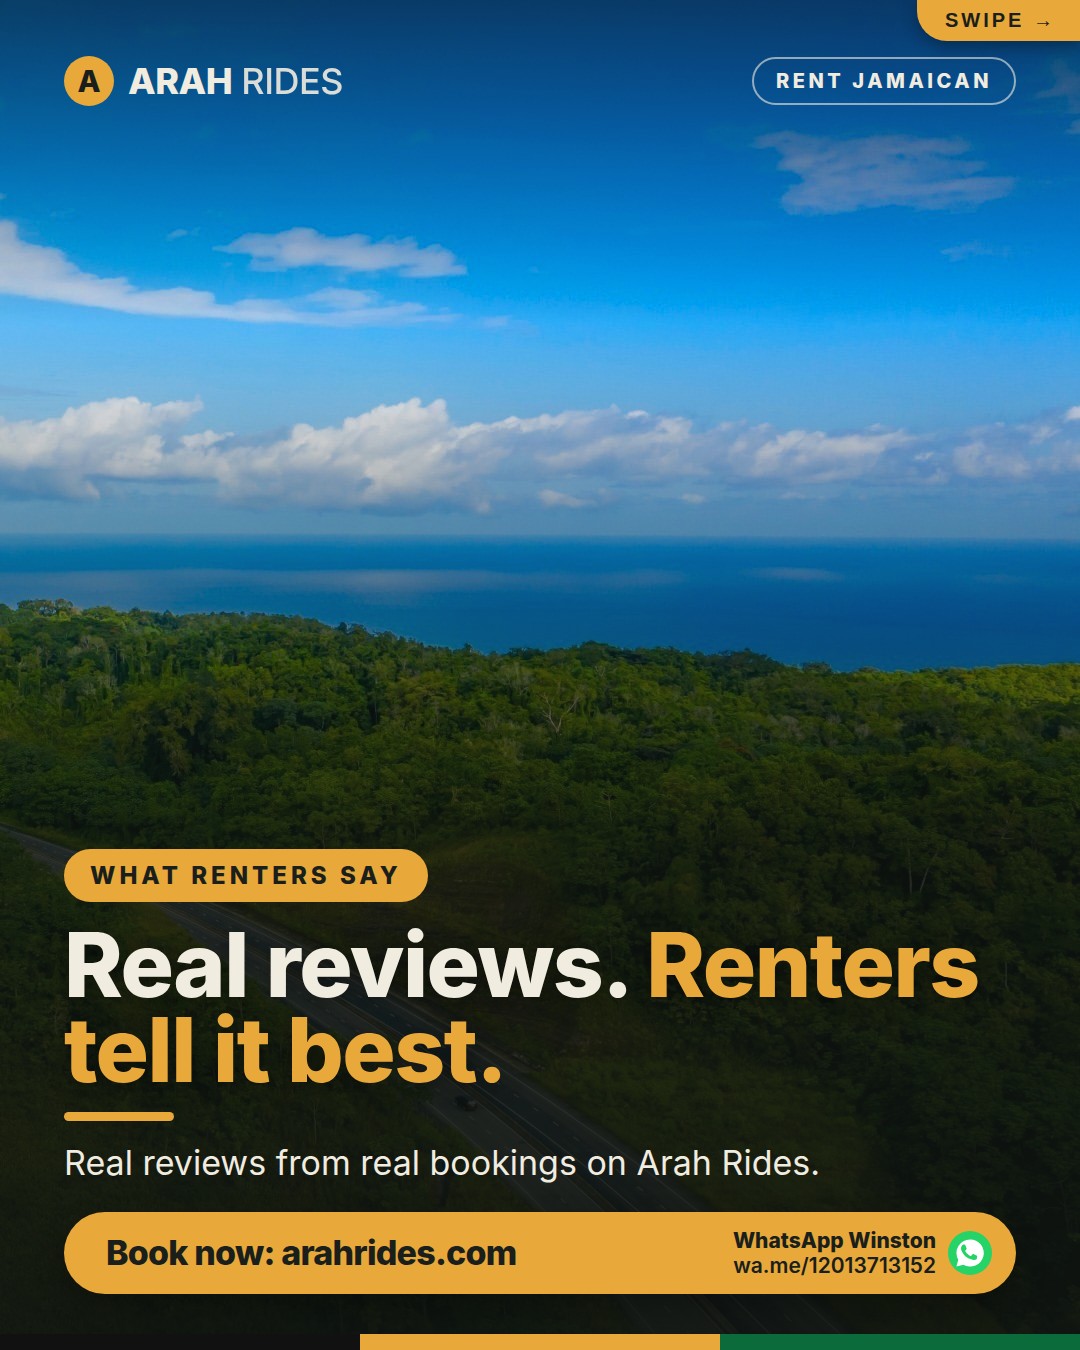 SWIPE →
A ARAH RIDES
RENT JAMAICAN
WHAT RENTERS SAY
Real reviews. Renters
tell it best.
Real reviews from real bookings on Arah Rides.
Book now: arahrides.com
WhatsApp Winston
wa.me/12013713152